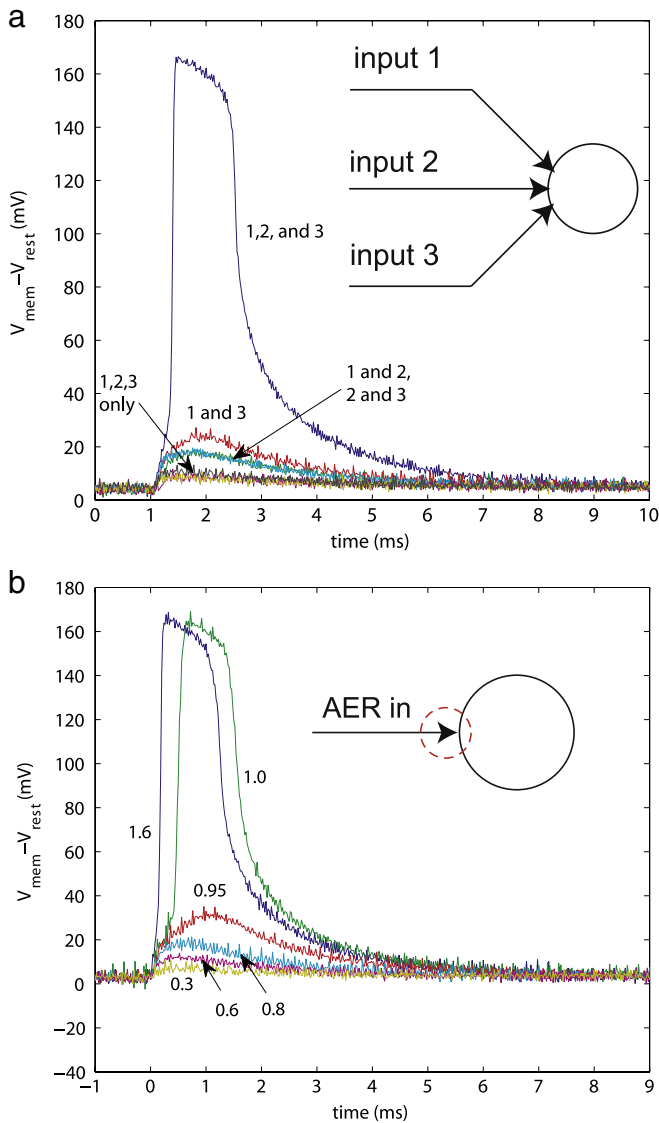 a
180
160
140
120
100
80
60
40
20
0
V_mem−V_rest (mV)
input 1
input 2
input 3
1,2, and 3
1,2,3
only
1 and 3
1 and 2,
2 and 3
0 1 2 3 4 5 6 7 8 9 10
time (ms)
b
180
160
140
120
100
80
60
40
20
0
−20
−40
V_mem−V_rest (mV)
AER in
1.6
1.0
0.95
0.3
0.6
0.8
−1 0 1 2 3 4 5 6 7 8 9
time (ms)